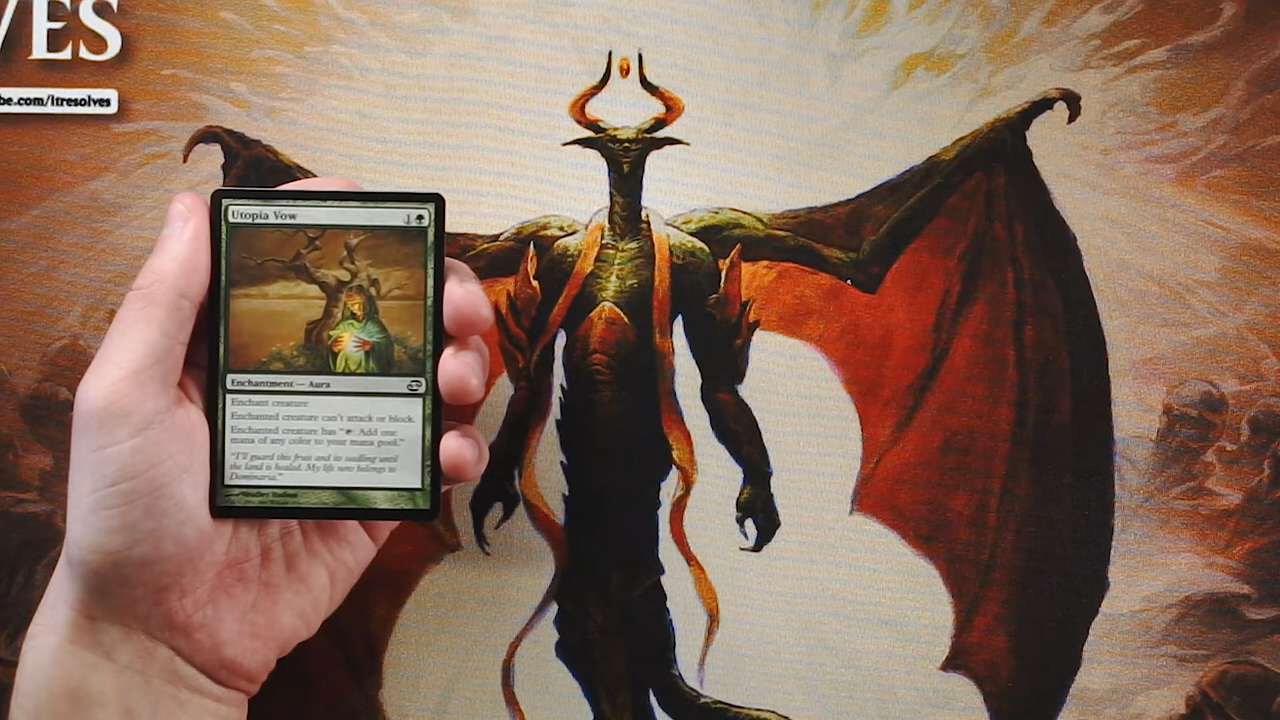 VES
be.com/ltresolves
Utopia Vow
1
Enchantment — Aura
Enchant creature
Enchanted creature can't attack or block.
Enchanted creature has ": Add one
mana of any color to your mana pool."
"I'll guard this fruit and its seedling until
the land is healed. My life now belongs to
Dominaria."